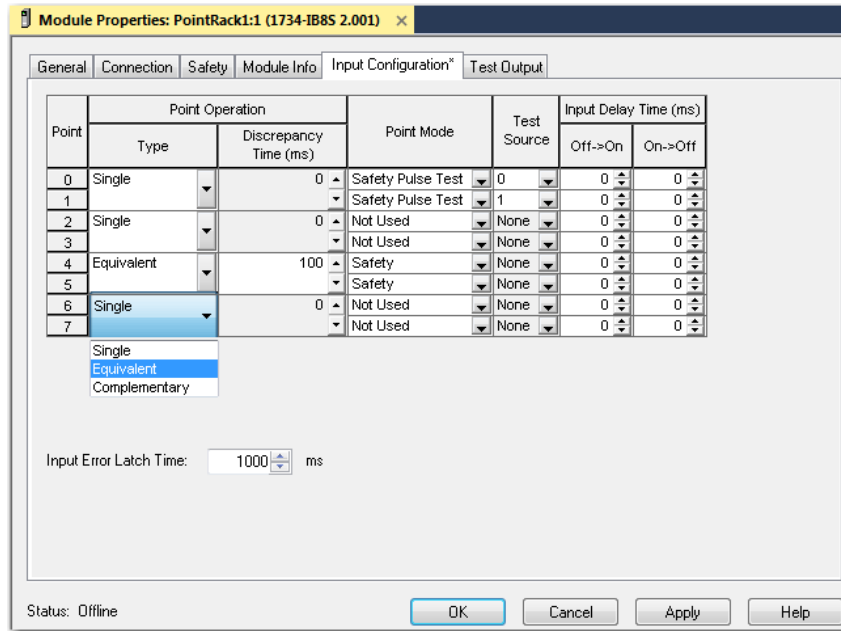 Module Properties: PointRack1:1 (1734-IB8S 2.001) ×
General Connection Safety Module Info Input Configuration* Test Output
Point Point Operation Point Mode Test Source Input Delay Time (ms)
Type Discrepancy Time (ms) Off->On On->Off
0 Single 0 Safety Pulse Test 0 0 0
1 Safety Pulse Test 1 0 0
2 Single 0 Not Used None 0 0
3 Not Used None 0 0
4 Equivalent 100 Safety None 0 0
5 Safety None 0 0
6 Single 0 Not Used None 0 0
7 Not Used None 0 0
Single
Equivalent
Complementary
Input Error Latch Time: 1000 ms
Status: Offline OK Cancel Apply Help